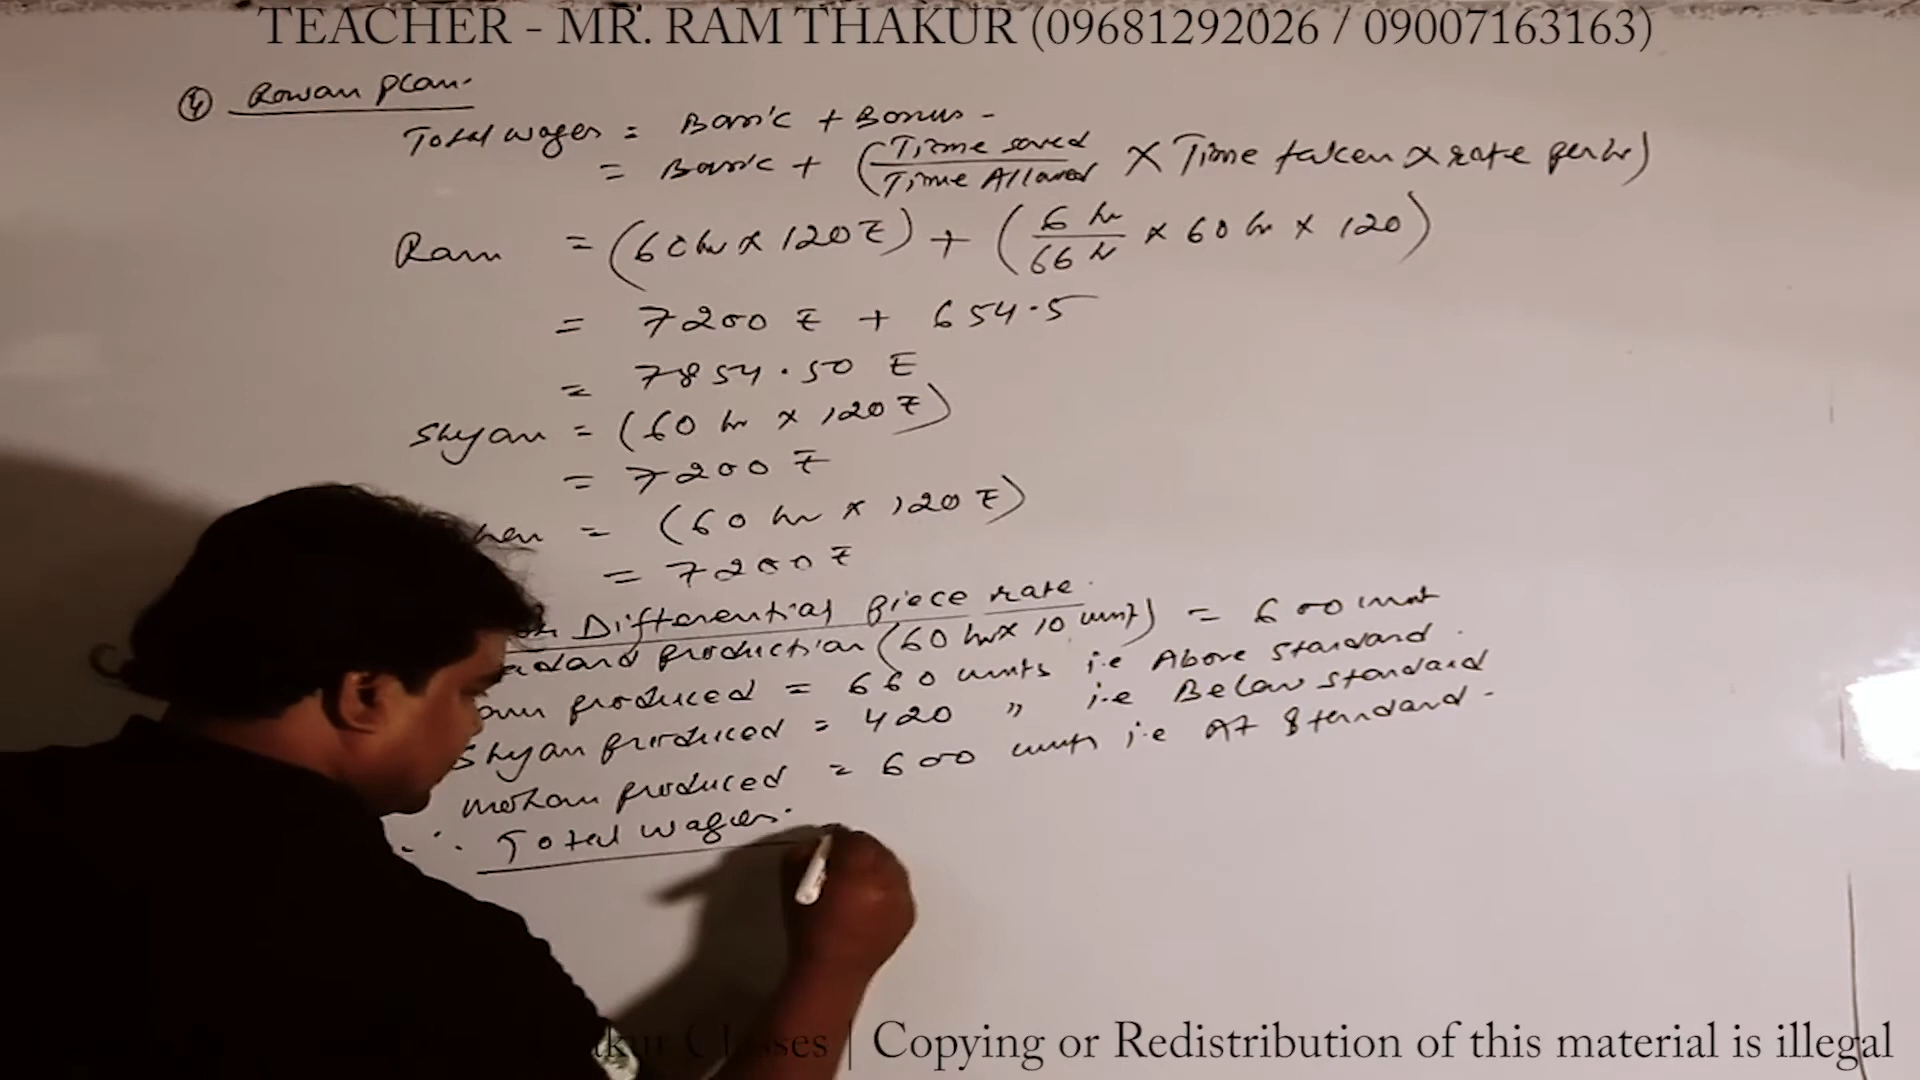 TEACHER - MR. RAM THAKUR (09681292026 / 09007163163)
④ Rowan plan.
Total wages = Basic + Bonus -
= Basic + (Time saved / Time Allowed × Time taken × rate per hr)
Ram = (60 hr × 120 ₹) + (6 hr / 66 hr × 60 hr × 120)
= 7200 ₹ + 654.5
= 7854.50 ₹
Shyam = (60 hr × 120 ₹)
= 7200 ₹
= (60 hr × 120 ₹)
= 7200 ₹
Differential piece rate.
production (60 hr × 10 unit) = 600 unit
produced = 660 units i.e Above standard.
Shyam produced = 420 " i.e Below standard
Mohan produced = 600 units i.e At standard.
∴ Total wages.
Classes | Copying or Redistribution of this material is illegal